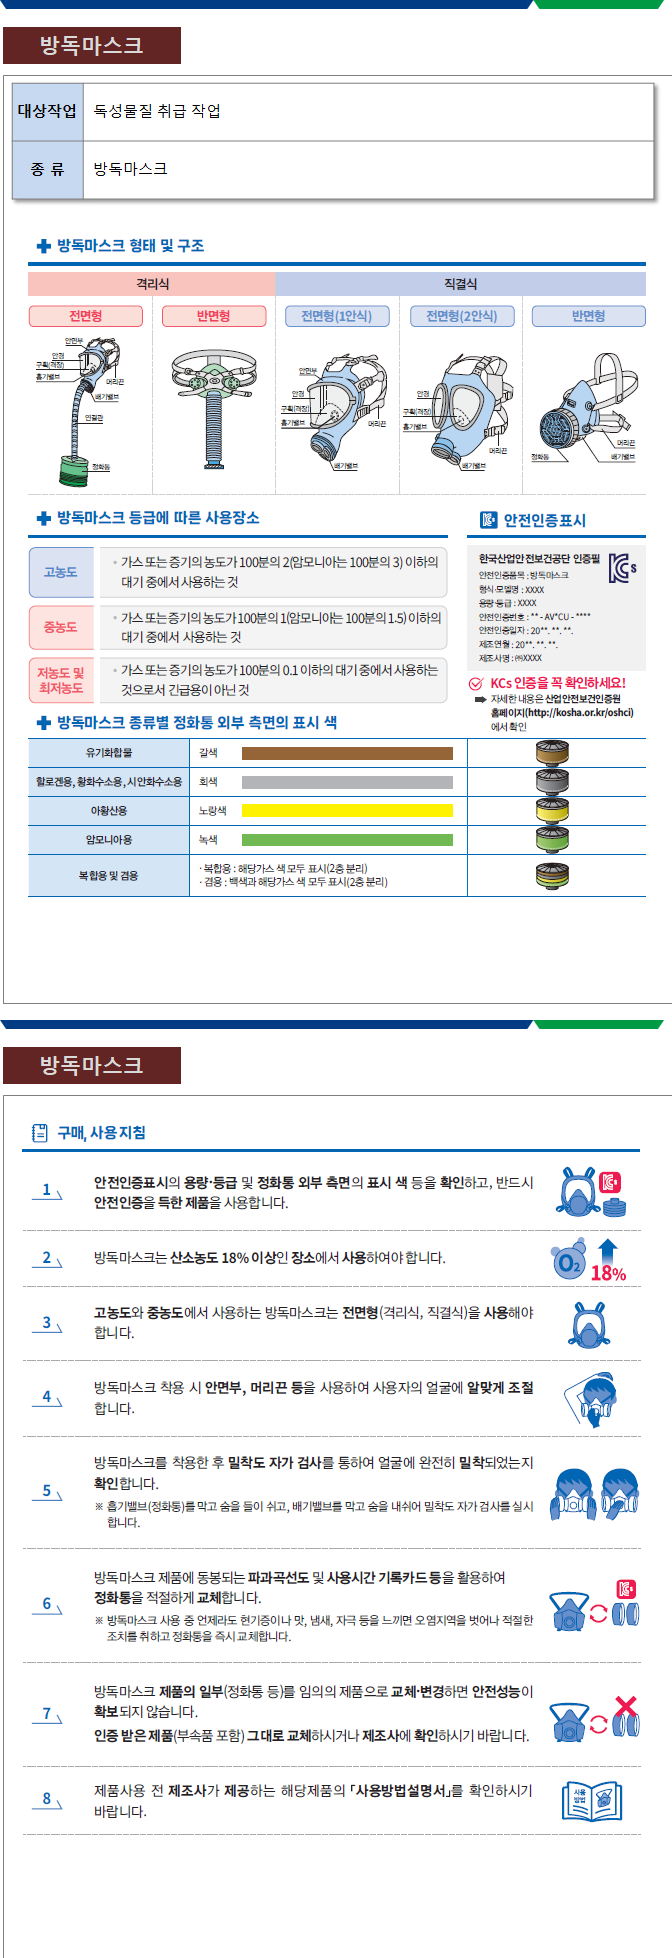 방독마스크
대상작업 독성물질 취급 작업
종 류 방독마스크
방독마스크 형태 및 구조
격리식 직결식
전면형 반면형 전면형(1안식) 전면형(2안식) 반면형
안면부
안경
구획(격장)
흡기밸브
머리끈
배기밸브
연결관
정화통
안면부
안경
구획(격장)
흡기밸브
머리끈
배기밸브
안경
구획(격장)
흡기밸브
머리끈
배기밸브
머리끈
정화통
배기밸브
방독마스크 등급에 따른 사용장소
고농도
• 가스 또는 증기의 농도가 100분의 2(암모니아는 100분의 3) 이하의
대기 중에서 사용하는 것
중농도
• 가스 또는 증기의 농도가 100분의 1(암모니아는 100분의 1.5) 이하의
대기 중에서 사용하는 것
저농도 및
최저농도
• 가스 또는 증기의 농도가 100분의 0.1 이하의 대기 중에서 사용하는
것으로서 긴급용이 아닌 것
안전인증표시
한국산업안전보건공단 인증필
안전인증품목 : 방독마스크
형식·모델명 : XXXX
용량·등급 : XXXX
안전인증번호 : ** - AV*CU - ****
안전인증일자 : 20**. **. **.
제조연월 : 20**. **. **.
제조사명 : ㈜XXXX
KCs
KCs 인증을 꼭 확인하세요!
자세한 내용은 산업안전보건인증원
홈페이지(http://kosha.or.kr/oshci)
에서 확인
방독마스크 종류별 정화통 외부 측면의 표시 색
유기화합물 갈색
할로겐용, 황화수소용, 시안화수소용 회색
아황산용 노랑색
암모니아용 녹색
복합용 및 겸용
· 복합용 : 해당가스 색 모두 표시(2층 분리)
· 겸용 : 백색과 해당가스 색 모두 표시(2층 분리)
방독마스크
구매, 사용 지침
1 안전인증표시의 용량·등급 및 정화통 외부 측면의 표시 색 등을 확인하고, 반드시
안전인증을 득한 제품을 사용합니다.
2 방독마스크는 산소농도 18% 이상인 장소에서 사용하여야 합니다.
O2
18%
3 고농도와 중농도에서 사용하는 방독마스크는 전면형(격리식, 직결식)을 사용해야
합니다.
4 방독마스크 착용 시 안면부, 머리끈 등을 사용하여 사용자의 얼굴에 알맞게 조절
합니다.
5 방독마스크를 착용한 후 밀착도 자가 검사를 통하여 얼굴에 완전히 밀착되었는지
확인합니다.
※ 흡기밸브(정화통)를 막고 숨을 들이 쉬고, 배기밸브를 막고 숨을 내쉬어 밀착도 자가 검사를 실시
합니다.
6 방독마스크 제품에 동봉되는 파과곡선도 및 사용시간 기록카드 등을 활용하여
정화통을 적절하게 교체합니다.
※ 방독마스크 사용 중 언제라도 현기증이나 맛, 냄새, 자극 등을 느끼면 오염지역을 벗어나 적절한
조치를 취하고 정화통을 즉시 교체합니다.
7 방독마스크 제품의 일부(정화통 등)를 임의의 제품으로 교체·변경하면 안전성능이
확보되지 않습니다.
인증 받은 제품(부속품 포함) 그대로 교체하시거나 제조사에 확인하시기 바랍니다.
8 제품사용 전 제조사가 제공하는 해당제품의 「사용방법설명서」를 확인하시기
바랍니다.
사용
방법